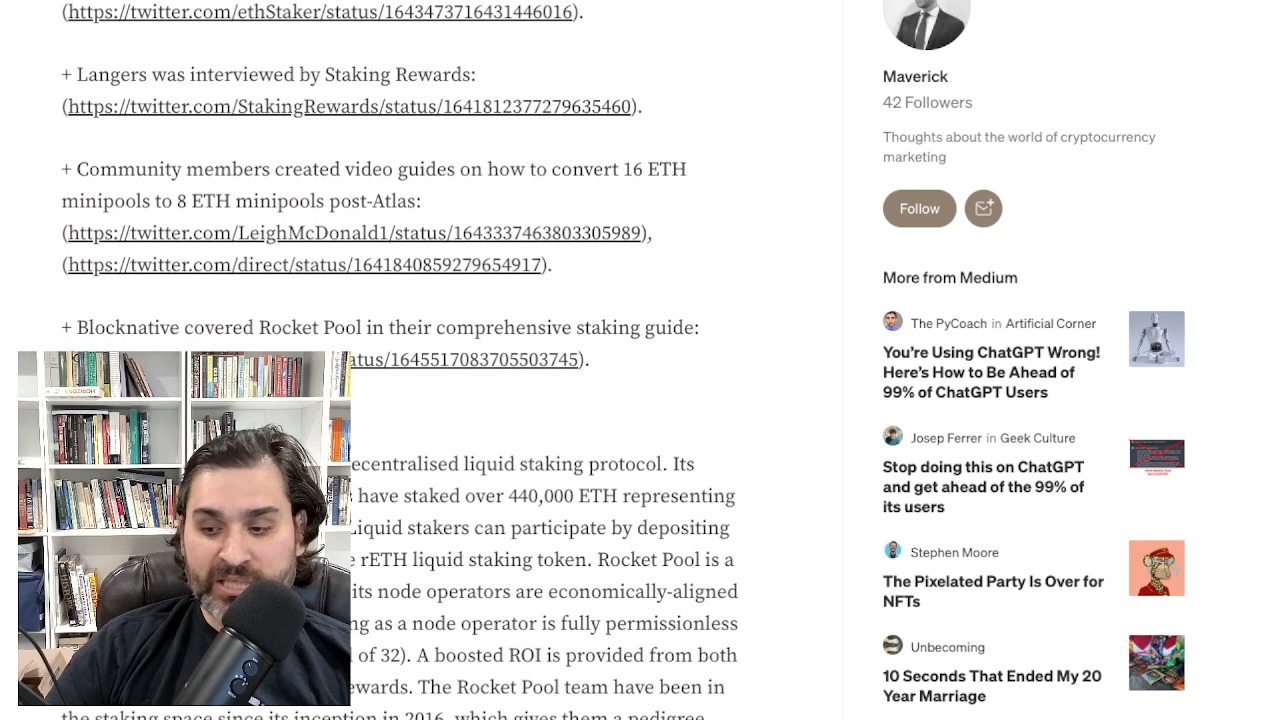 (https://twitter.com/ethStaker/status/1643473716431446016).
+ Langers was interviewed by Staking Rewards:
(https://twitter.com/StakingRewards/status/1641812377279635460).
+ Community members created video guides on how to convert 16 ETH
minipools to 8 ETH minipools post-Atlas:
(https://twitter.com/LeighMcDonald1/status/1643337463803305989),
(https://twitter.com/direct/status/1641840859279654917).
+ Blocknative covered Rocket Pool in their comprehensive staking guide:
atus/1645517083705503745).
ecentralised liquid staking protocol. Its
have staked over 440,000 ETH representing
Liquid stakers can participate by depositing
rETH liquid staking token. Rocket Pool is a
its node operators are economically-aligned
ng as a node operator is fully permissionless
of 32). A boosted ROI is provided from both
ewards. The Rocket Pool team have been in
the staking space since its inception in 2016, which gives them a pedigree
Maverick
42 Followers
Thoughts about the world of cryptocurrency
marketing
Follow
More from Medium
The PyCoach in Artificial Corner
You're Using ChatGPT Wrong!
Here's How to Be Ahead of
99% of ChatGPT Users
Josep Ferrer in Geek Culture
Stop doing this on ChatGPT
and get ahead of the 99% of
its users
Stephen Moore
The Pixelated Party Is Over for
NFTs
Unbecoming
10 Seconds That Ended My 20
Year Marriage